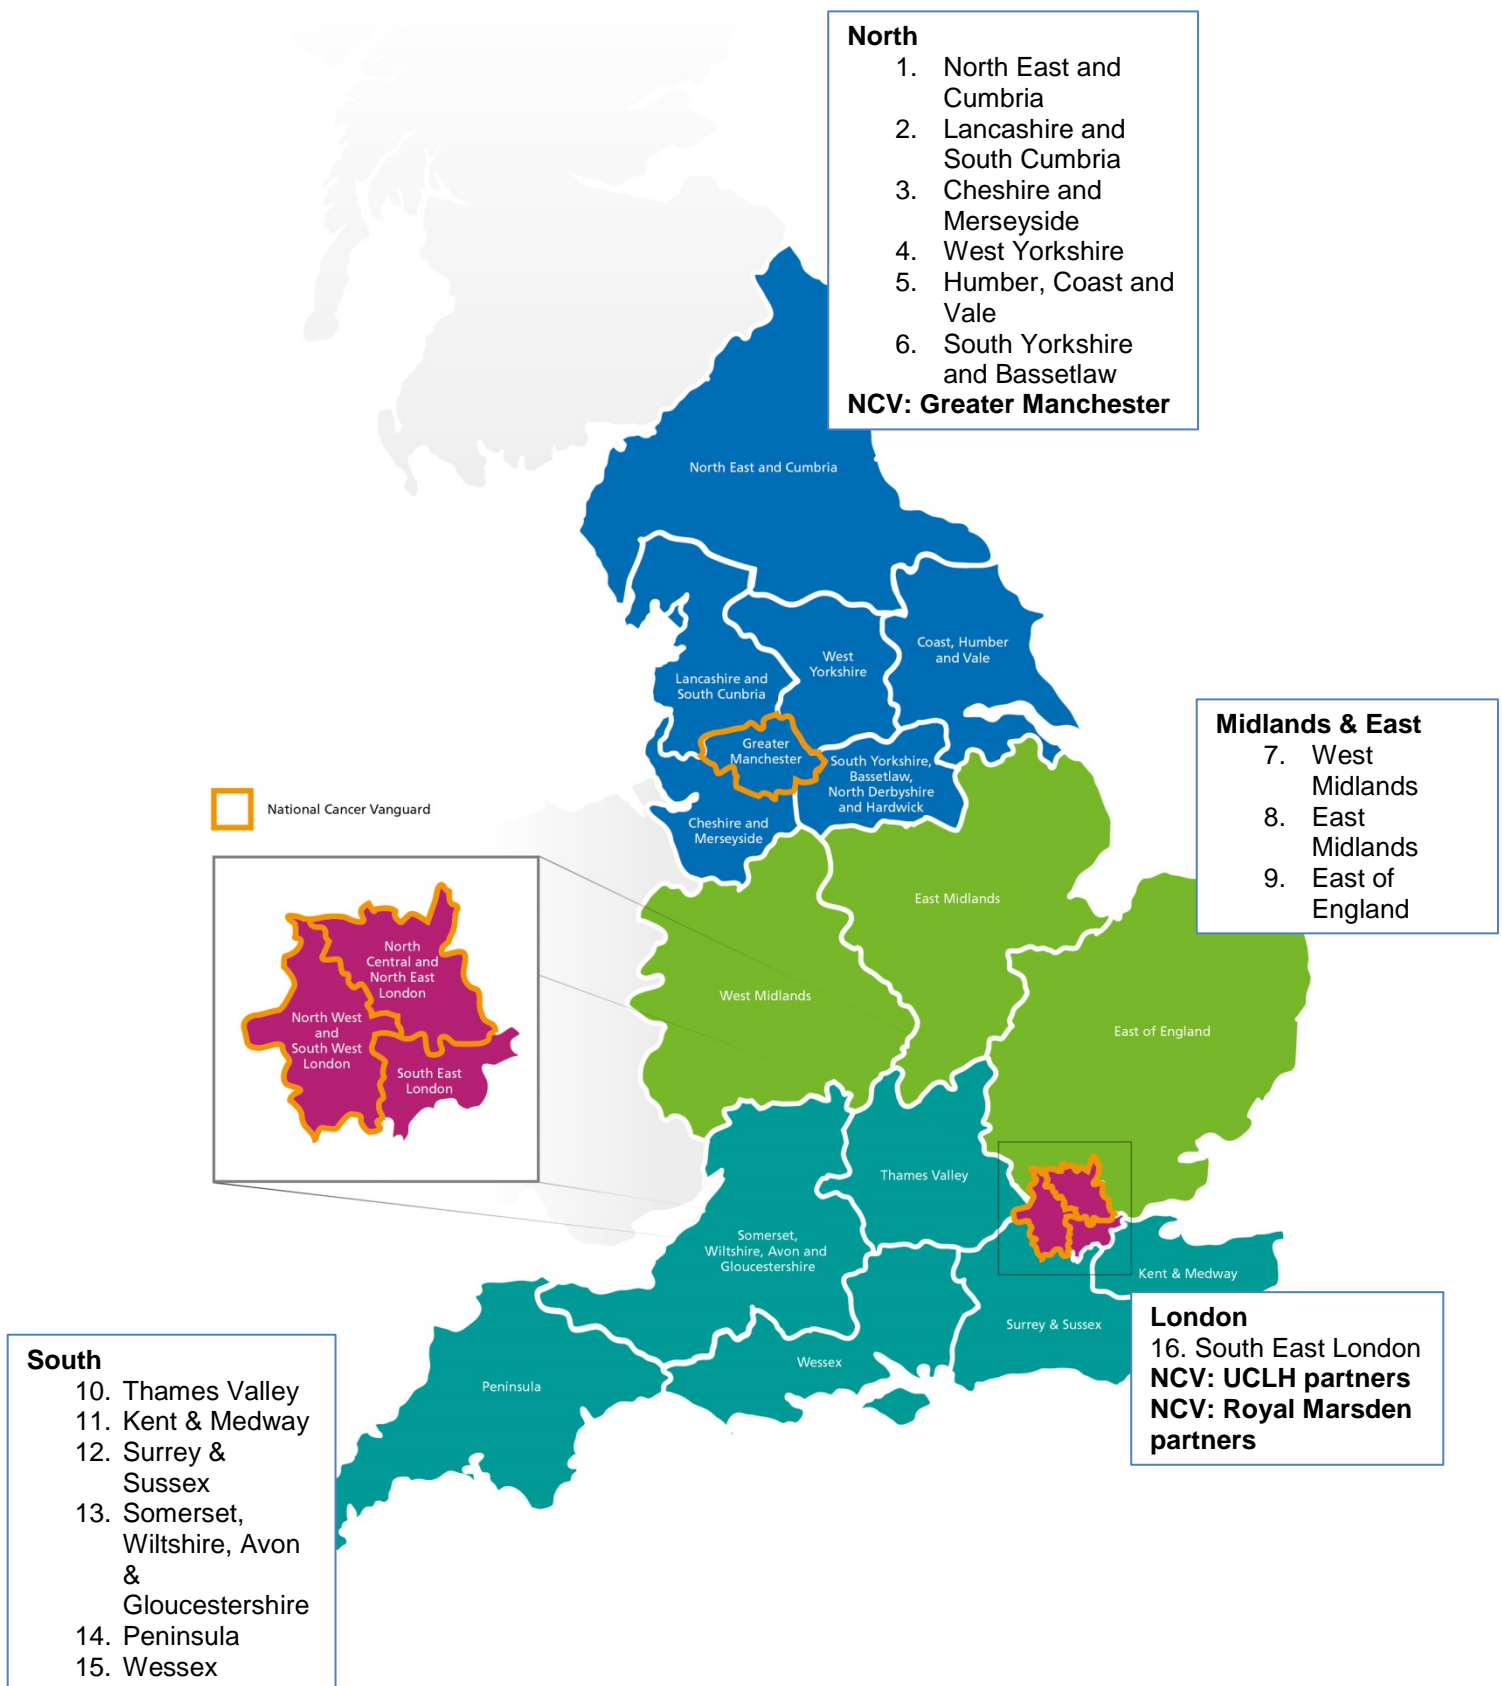 North
1. North East and
Cumbria
2. Lancashire and
South Cumbria
3. Cheshire and
Merseyside
4. West Yorkshire
5. Humber, Coast and
Vale
6. South Yorkshire
and Bassetlaw
NCV: Greater Manchester
North East and Cumbria
Coast, Humber
and Vale
West
Yorkshire
Lancashire and
South Cunbria
Greater
Manchester
South Yorkshire,
Bassetlaw,
North Derbyshire
and Hardwick
Cheshire and
Merseyside
Midlands & East
7. West
Midlands
8. East
Midlands
9. East of
England
National Cancer Vanguard
North
Central and
North East
London
North West
and
South West
London
South East
London
East Midlands
West Midlands
East of England
Thames Valley
Somerset,
Wiltshire, Avon and
Gloucestershire
Kent & Medway
Surrey & Sussex
Wessex
Peninsula
London
16. South East London
NCV: UCLH partners
NCV: Royal Marsden
partners
South
10. Thames Valley
11. Kent & Medway
12. Surrey &
Sussex
13. Somerset,
Wiltshire, Avon
&
Gloucestershire
14. Peninsula
15. Wessex